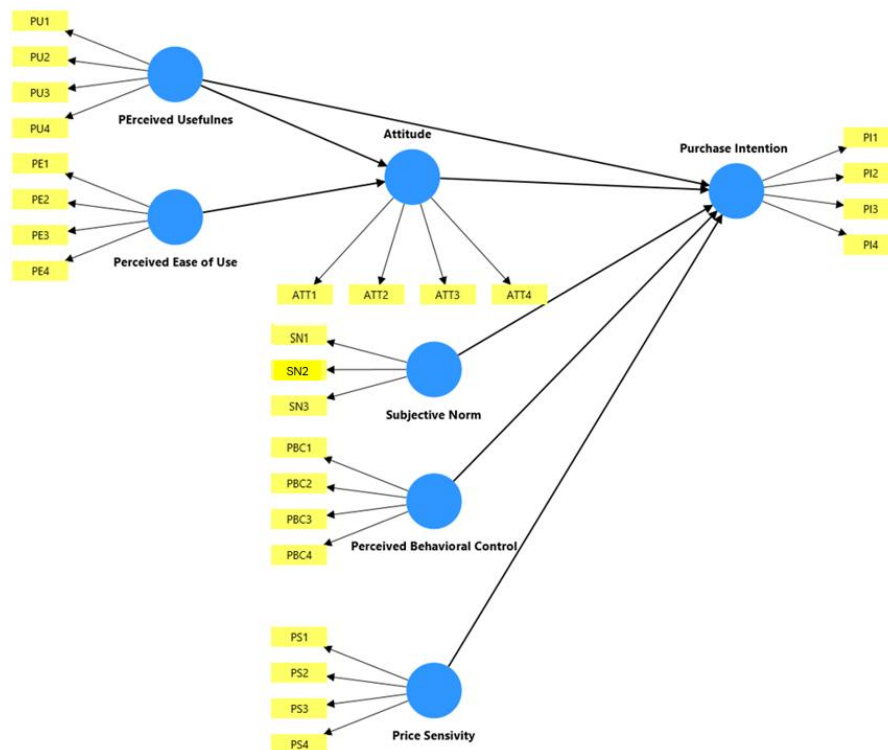 PU1
PU2
PU3
PU4
PErceived Usefulnes
PE1
PE2
PE3
PE4
Perceived Ease of Use
Attitude
ATT1
ATT2
ATT3
ATT4
Purchase Intention
PI1
PI2
PI3
PI4
SN1
SN2
SN3
Subjective Norm
PBC1
PBC2
PBC3
PBC4
Perceived Behavioral Control
PS1
PS2
PS3
PS4
Price Sensivity